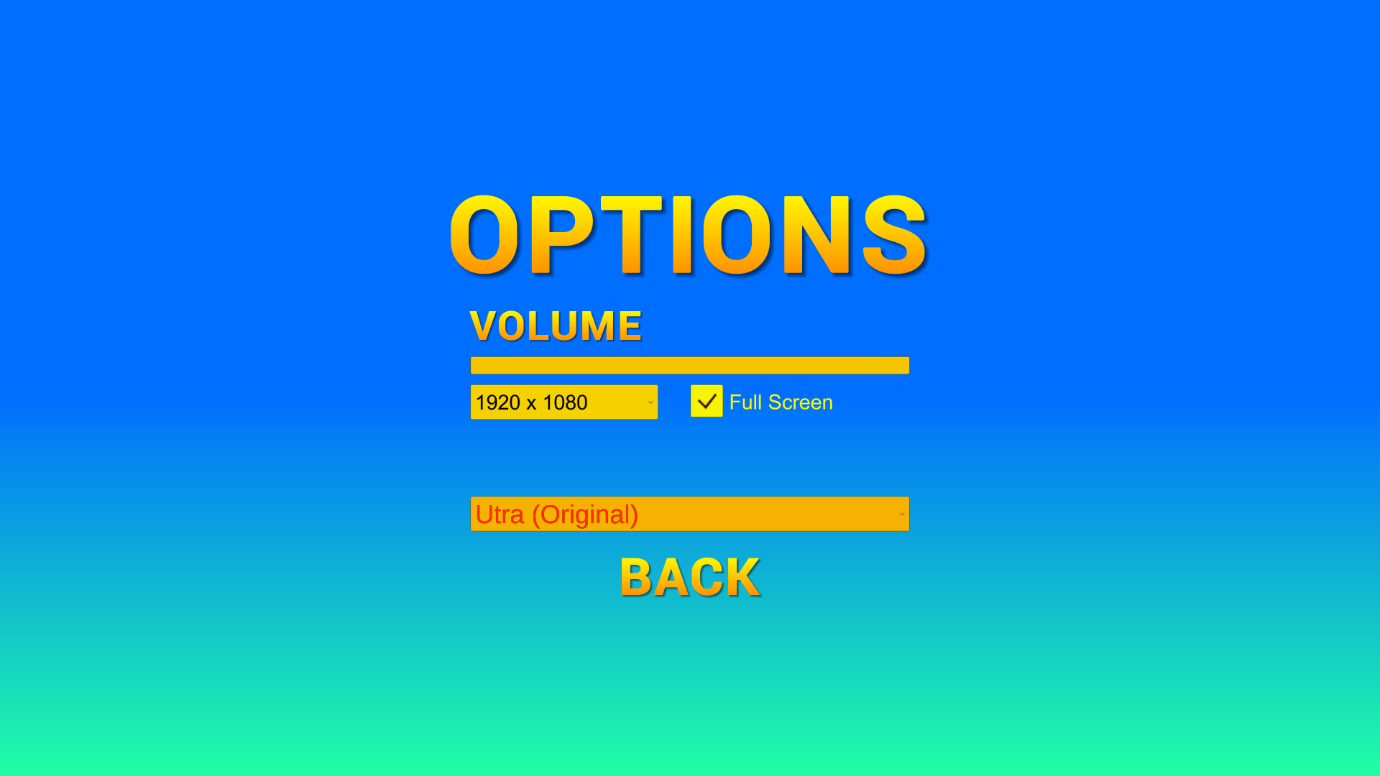 OPTIONS
VOLUME
1920 x 1080
Full Screen
Utra (Original)
BACK